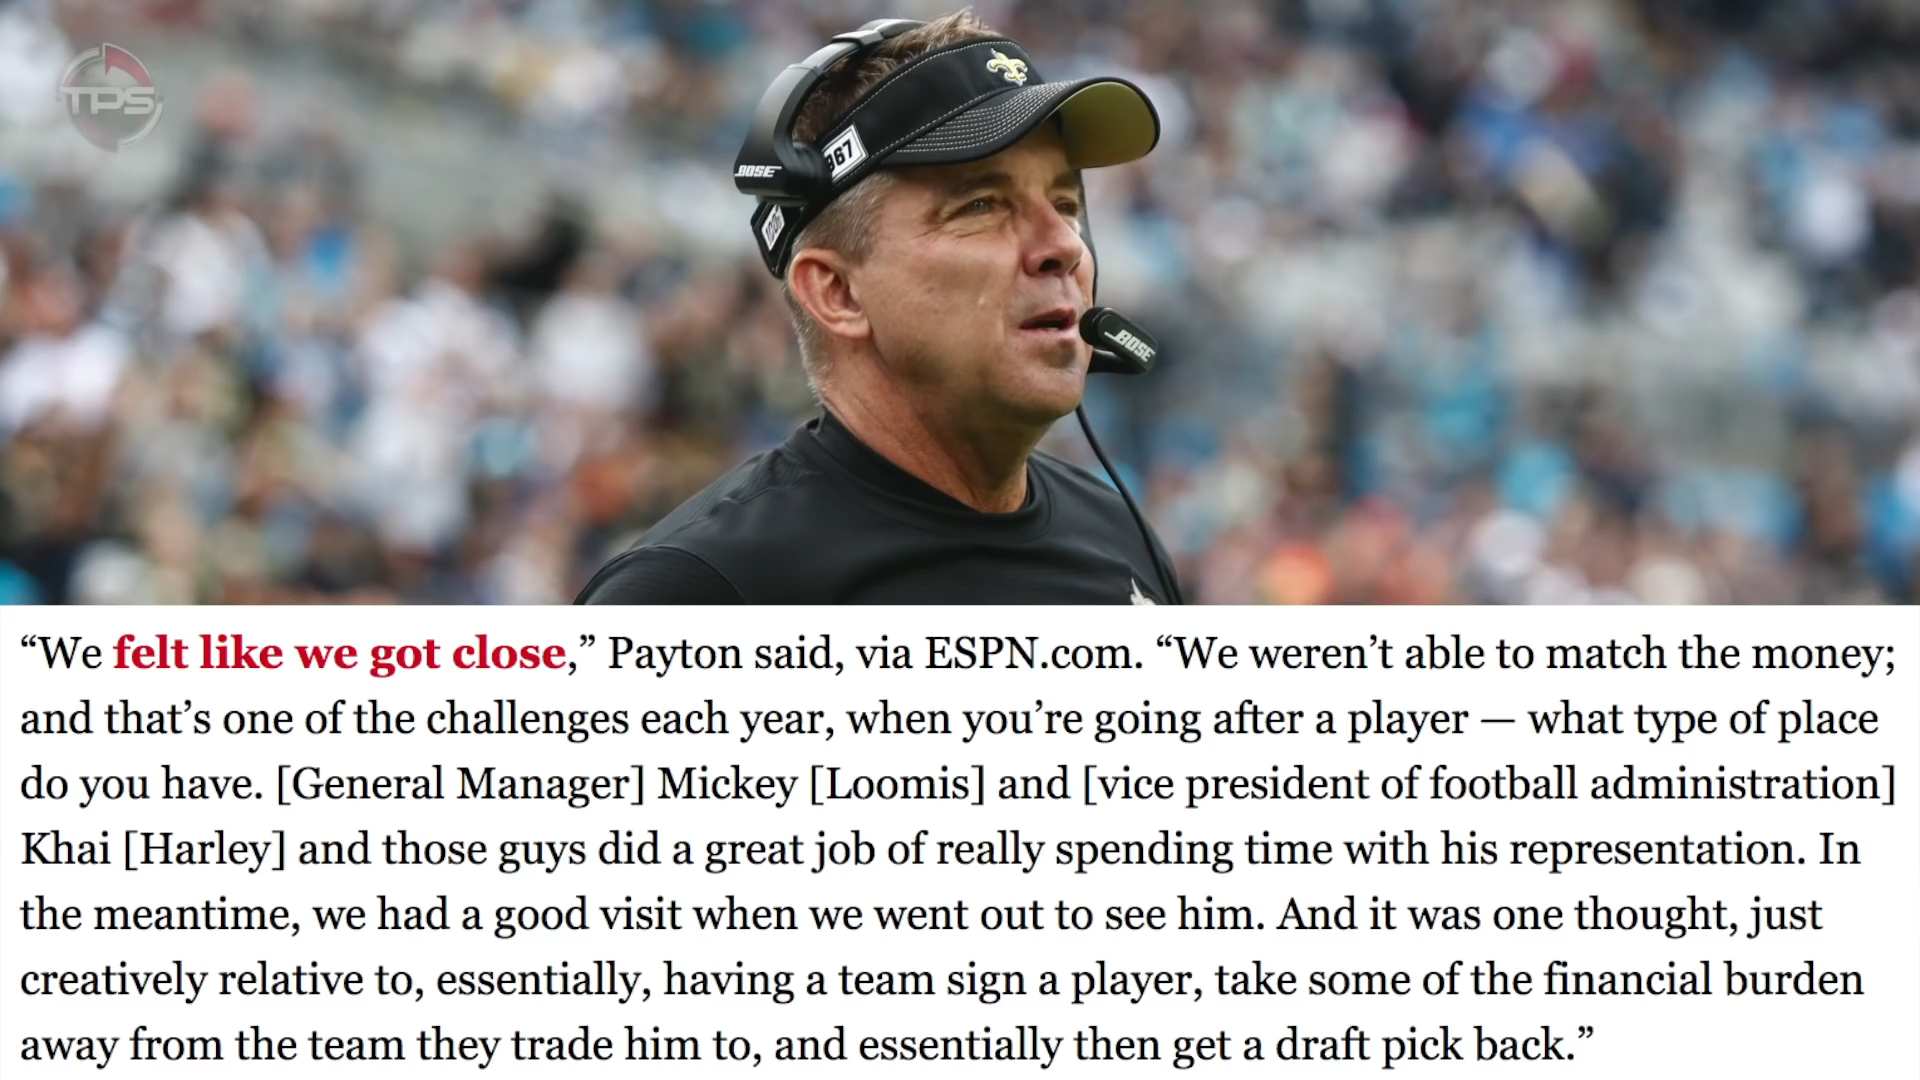 TPS
BOSE
967
BOSE
“We felt like we got close,” Payton said, via ESPN.com. “We weren’t able to match the money;
and that’s one of the challenges each year, when you’re going after a player — what type of place
do you have. [General Manager] Mickey [Loomis] and [vice president of football administration]
Khai [Harley] and those guys did a great job of really spending time with his representation. In
the meantime, we had a good visit when we went out to see him. And it was one thought, just
creatively relative to, essentially, having a team sign a player, take some of the financial burden
away from the team they trade him to, and essentially then get a draft pick back.”